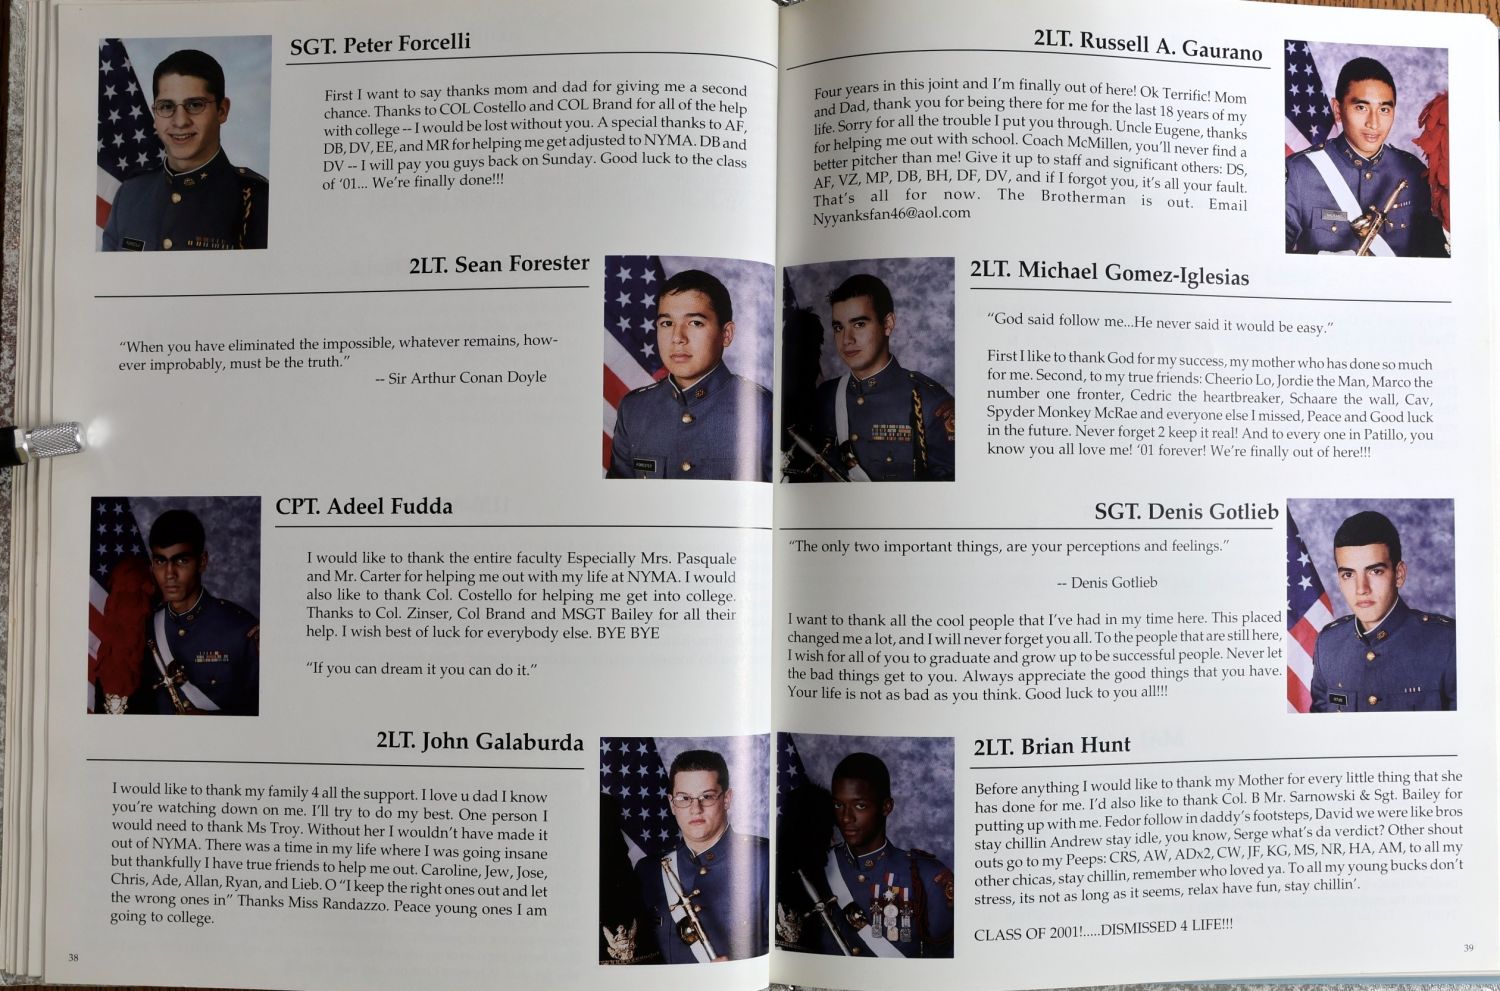 SGT. Peter Forcelli
First I want to say thanks mom and dad for giving me a second
chance. Thanks to COL Costello and COL Brand for all of the help
with college -- I would be lost without you. A special thanks to AF,
DB, DV, EE, and MR for helping me get adjusted to NYMA. DB and
DV -- I will pay you guys back on Sunday. Good luck to the class
of '01... We're finally done!!!
2LT. Sean Forester
"When you have eliminated the impossible, whatever remains, how-
ever improbably, must be the truth."
-- Sir Arthur Conan Doyle
CPT. Adeel Fudda
I would like to thank the entire faculty Especially Mrs. Pasquale
and Mr. Carter for helping me out with my life at NYMA. I would
also like to thank Col. Costello for helping me get into college.
Thanks to Col. Zinser, Col Brand and MSGT Bailey for all their
help. I wish best of luck for everybody else. BYE BYE
"If you can dream it you can do it."
2LT. John Galaburda
I would like to thank my family 4 all the support. I love u dad I know
you're watching down on me. I'll try to do my best. One person I
would need to thank Ms Troy. Without her I wouldn't have made it
out of NYMA. There was a time in my life where I was going insane
but thankfully I have true friends to help me out. Caroline, Jew, Jose,
Chris, Ade, Allan, Ryan, and Lieb. O "I keep the right ones out and let
the wrong ones in" Thanks Miss Randazzo. Peace young ones I am
going to college.
38
2LT. Russell A. Gaurano
Four years in this joint and I'm finally out of here! Ok Terrific! Mom
and Dad, thank you for being there for me for the last 18 years of my
life. Sorry for all the trouble I put you through. Uncle Eugene, thanks
for helping me out with school. Coach McMillen, you'll never find a
better pitcher than me! Give it up to staff and significant others: DS,
AF, VZ, MP, DB, BH, DF, DV, and if I forgot you, it's all your fault.
That's all for now. The Brotherman is out. Email
Nyyanksfan46@aol.com
2LT. Michael Gomez-Iglesias
"God said follow me...He never said it would be easy."
First I like to thank God for my success, my mother who has done so much
for me. Second, to my true friends: Cheerio Lo, Jordie the Man, Marco the
number one fronter, Cedric the heartbreaker, Schaare the wall, Cav,
Spyder Monkey McRae and everyone else I missed, Peace and Good luck
in the future. Never forget 2 keep it real! And to every one in Patillo, you
know you all love me! '01 forever! We're finally out of here!!!
SGT. Denis Gotlieb
"The only two important things, are your perceptions and feelings."
-- Denis Gotlieb
I want to thank all the cool people that I've had in my time here. This placed
changed me a lot, and I will never forget you all. To the people that are still here,
I wish for all of you to graduate and grow up to be successful people. Never let
the bad things get to you. Always appreciate the good things that you have.
Your life is not as bad as you think. Good luck to you all!!!
2LT. Brian Hunt
Before anything I would like to thank my Mother for every little thing that she
has done for me. I'd also like to thank Col. B Mr. Sarnowski & Sgt. Bailey for
putting up with me. Fedor follow in daddy's footsteps, David we were like bros
stay chillin Andrew stay idle, you know, Serge what's da verdict? Other shout
outs go to my Peeps: CRS, AW, ADx2, CW, JF, KG, MS, NR, HA, AM, to all my
other chicas, stay chillin, remember who loved ya. To all my young bucks don't
stress, its not as long as it seems, relax have fun, stay chillin'.
CLASS OF 2001!.....DISMISSED 4 LIFE!!!
39